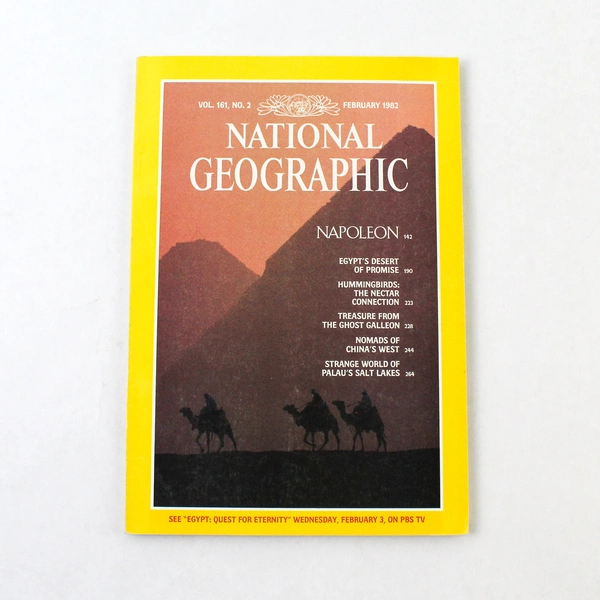 VOL. 161, NO. 2 FEBRUARY 1982
NATIONAL
GEOGRAPHIC
NAPOLEON 142
EGYPT'S DESERT
OF PROMISE 190
HUMMINGBIRDS:
THE NECTAR
CONNECTION 223
TREASURE FROM
THE GHOST GALLEON 228
NOMADS OF
CHINA'S WEST 244
STRANGE WORLD OF
PALAU'S SALT LAKES 264
SEE "EGYPT: QUEST FOR ETERNITY" WEDNESDAY, FEBRUARY 3, ON PBS TV